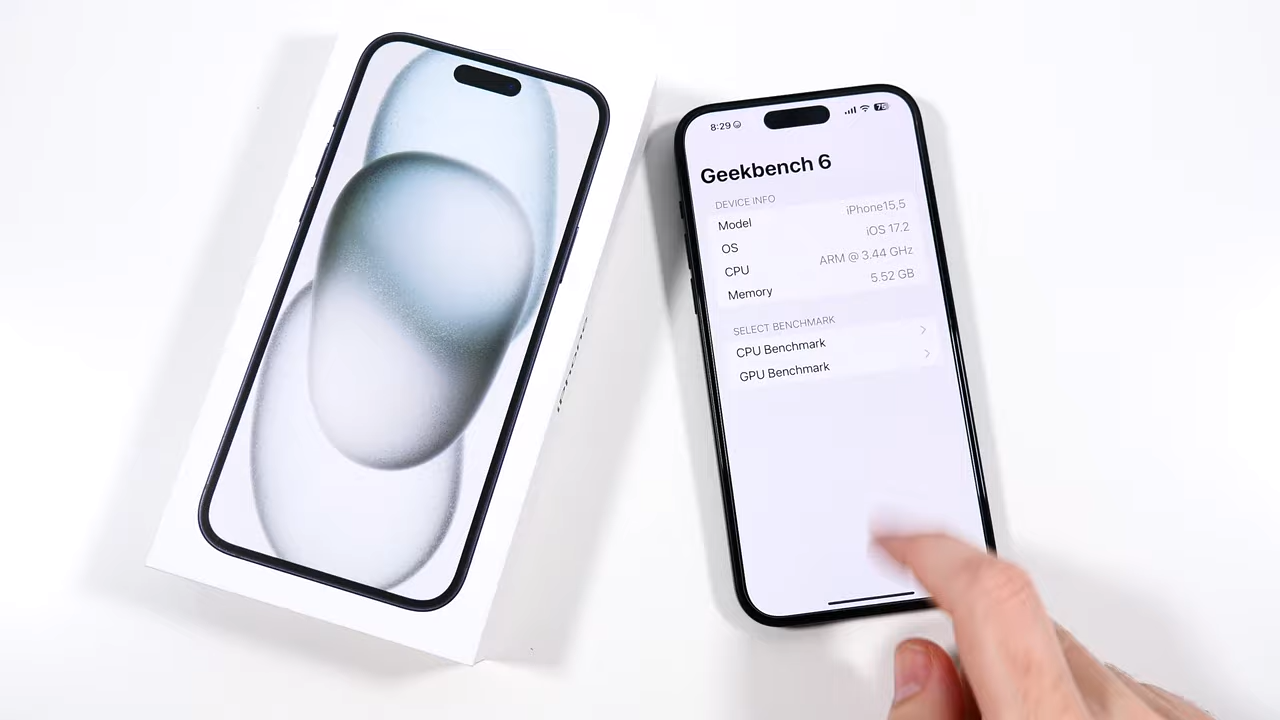 8:29
75
Geekbench 6
DEVICE INFO
Model iPhone15,5
OS iOS 17.2
CPU ARM @ 3.44 GHz
Memory 5.52 GB
SELECT BENCHMARK
CPU Benchmark
GPU Benchmark